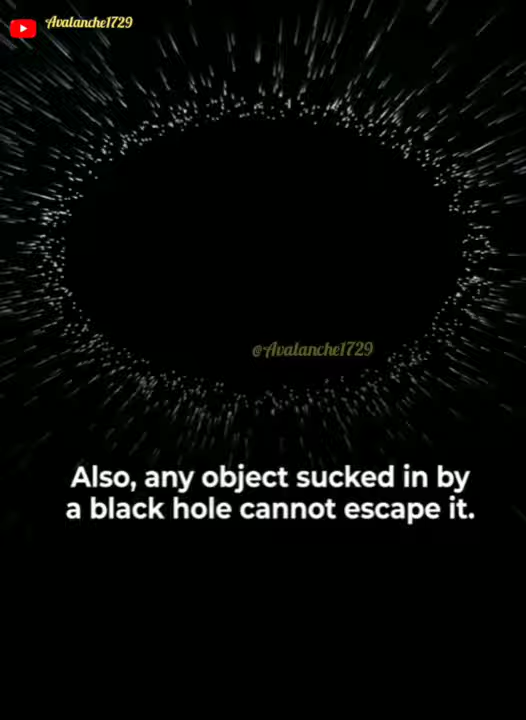 Avalanche1729
@Avalanche1729
Also, any object sucked in by
a black hole cannot escape it.